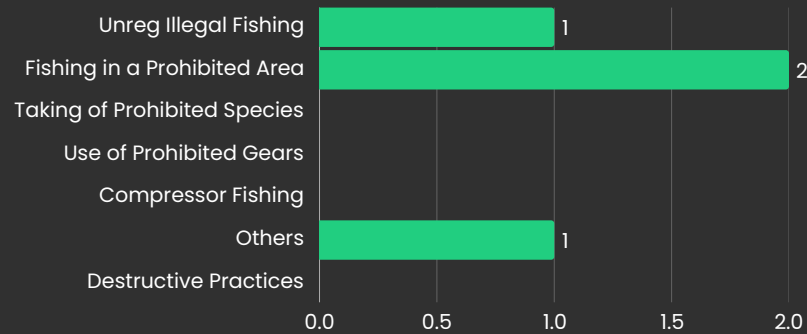 Unreg Illegal Fishing 1
Fishing in a Prohibited Area 2
Taking of Prohibited Species
Use of Prohibited Gears
Compressor Fishing
Others 1
Destructive Practices
0.0 0.5 1.0 1.5 2.0